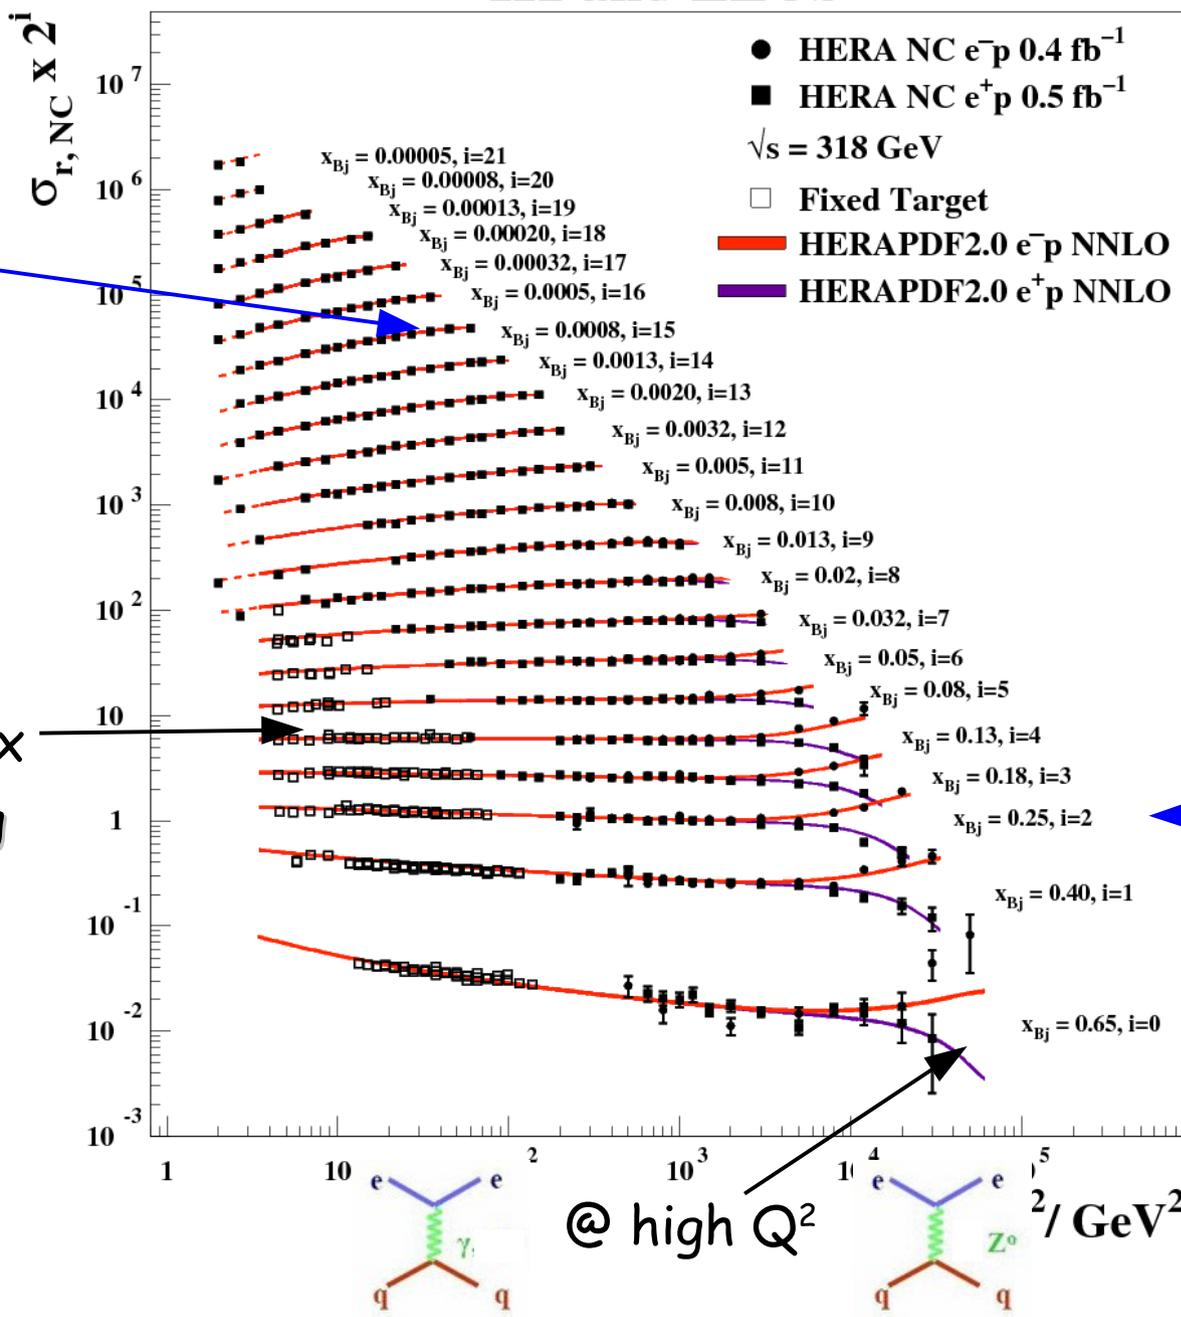 σr, NC x 2^i
HERA NC e⁻p 0.4 fb⁻¹
HERA NC e⁺p 0.5 fb⁻¹
√s = 318 GeV
Fixed Target
HERAPDF2.0 e⁻p NNLO
HERAPDF2.0 e⁺p NNLO
10^7
10^6
10^5
10^4
10^3
10^2
10
1
10^-1
10^-2
10^-3
xBj = 0.00005, i=21
xBj = 0.00008, i=20
xBj = 0.00013, i=19
xBj = 0.00020, i=18
xBj = 0.00032, i=17
xBj = 0.0005, i=16
xBj = 0.0008, i=15
xBj = 0.0013, i=14
xBj = 0.0020, i=13
xBj = 0.0032, i=12
xBj = 0.005, i=11
xBj = 0.008, i=10
xBj = 0.013, i=9
xBj = 0.02, i=8
xBj = 0.032, i=7
xBj = 0.05, i=6
xBj = 0.08, i=5
xBj = 0.13, i=4
xBj = 0.18, i=3
xBj = 0.25, i=2
xBj = 0.40, i=1
xBj = 0.65, i=0
x
1 10 2 10^3 10^4 5
2/ GeV²
@ high Q²
e e
γ
q q
e e
Z⁰
q q